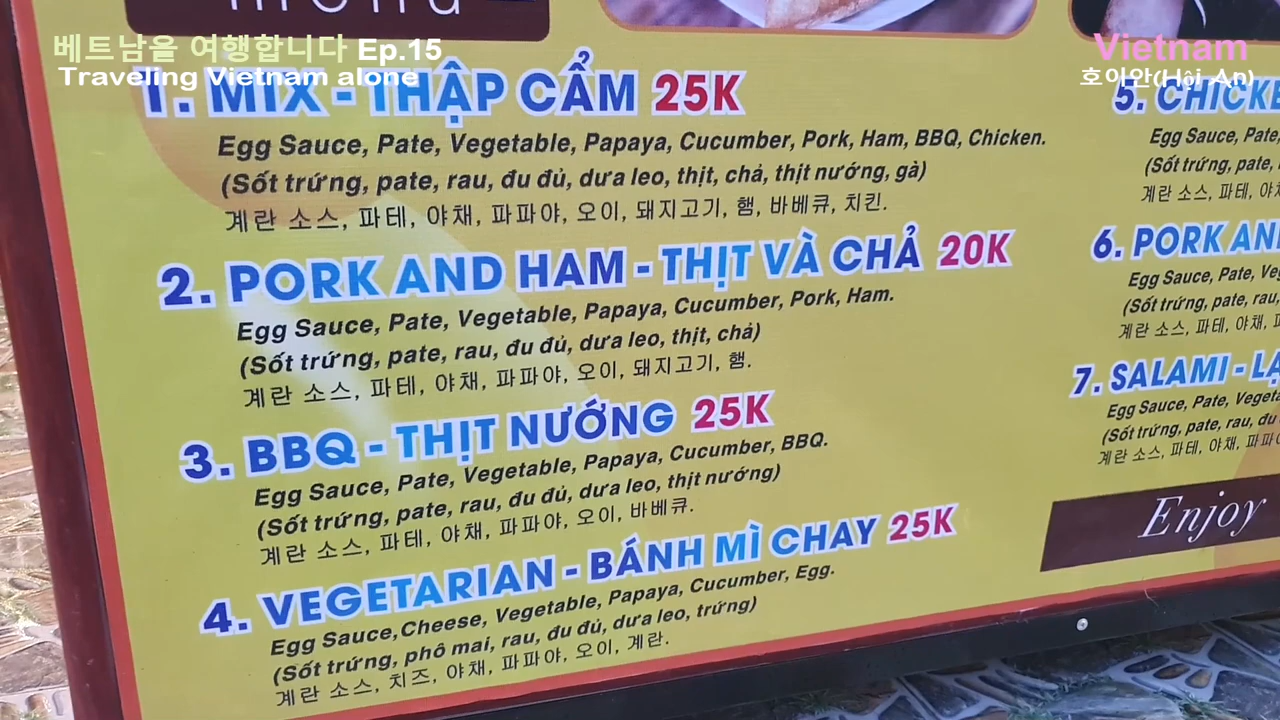 menu
베트남을 여행합니다 Ep.15
Traveling Vietnam alone
Vietnam
호이안(Hội An)
1. MIX - THẬP CẨM 25K
Egg Sauce, Pate, Vegetable, Papaya, Cucumber, Pork, Ham, BBQ, Chicken.
(Sốt trứng, pate, rau, đu đủ, dưa leo, thịt, chả, thịt nướng, gà)
계란 소스, 파테, 야채, 파파야, 오이, 돼지고기, 햄, 바베큐, 치킨.
2. PORK AND HAM - THỊT VÀ CHẢ 20K
Egg Sauce, Pate, Vegetable, Papaya, Cucumber, Pork, Ham.
(Sốt trứng, pate, rau, đu đủ, dưa leo, thịt, chả)
계란 소스, 파테, 야채, 파파야, 오이, 돼지고기, 햄.
3. BBQ - THỊT NƯỚNG 25K
Egg Sauce, Pate, Vegetable, Papaya, Cucumber, BBQ.
(Sốt trứng, pate, rau, đu đủ, dưa leo, thịt nướng)
계란 소스, 파테, 야채, 파파야, 오이, 바베큐.
4. VEGETARIAN - BÁNH MÌ CHAY 25K
Egg Sauce,Cheese, Vegetable, Papaya, Cucumber, Egg.
(Sốt trứng, phô mai, rau, đu đủ, dưa leo, trứng)
계란 소스, 치즈, 야채, 파파야, 오이, 계란.
5.
Egg Sauce, Pate,
(Sốt trứng, pate,
계란 소스, 파테,
6. PORK
Egg Sauce, Pate,
(Sốt trứng, pate, rau,
계란 소스, 파테, 야채,
7. SALAMI -
Egg Sauce, Pate,
(Sốt trứng, pate, rau, đu
계란 소스, 파테, 야채,
Enjoy